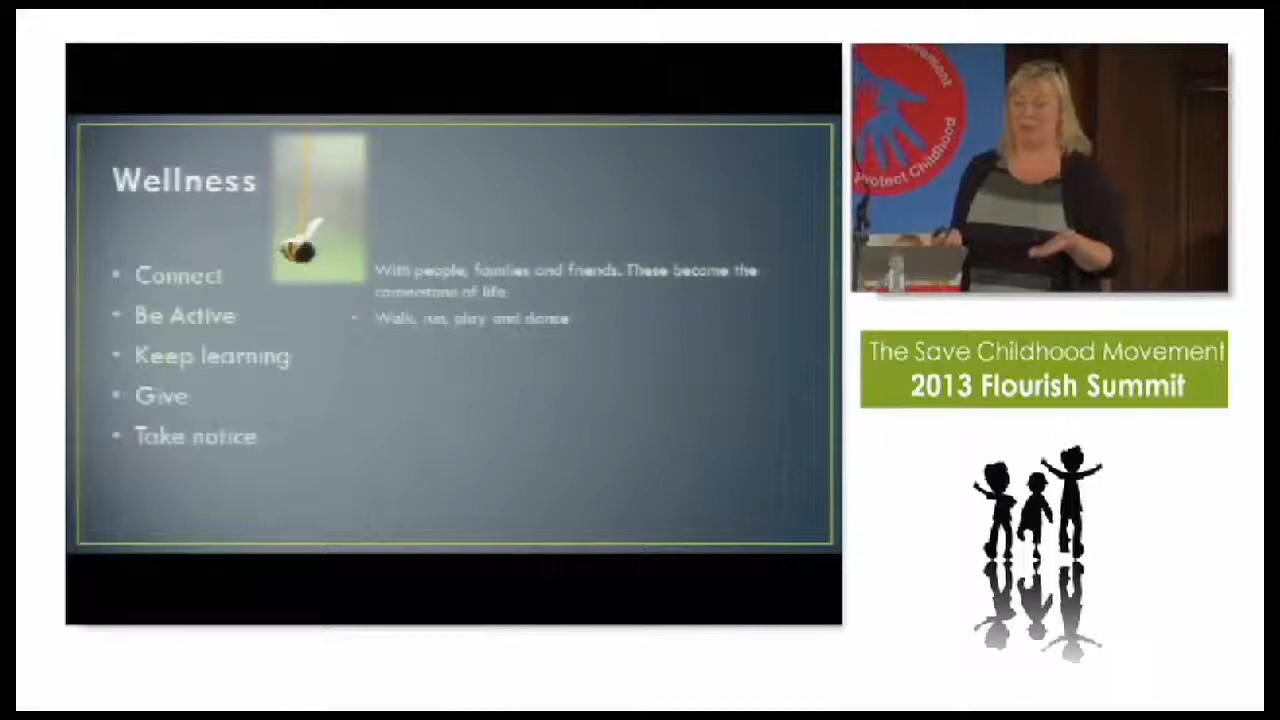 Wellness
• Connect
• Be Active
• Keep learning
• Give
• Take notice
With people, families and friends. These become the
cornerstone of life.
• Walk, run, play and dance
ovement
Protect Childhood
The Save Childhood Movement
2013 Flourish Summit